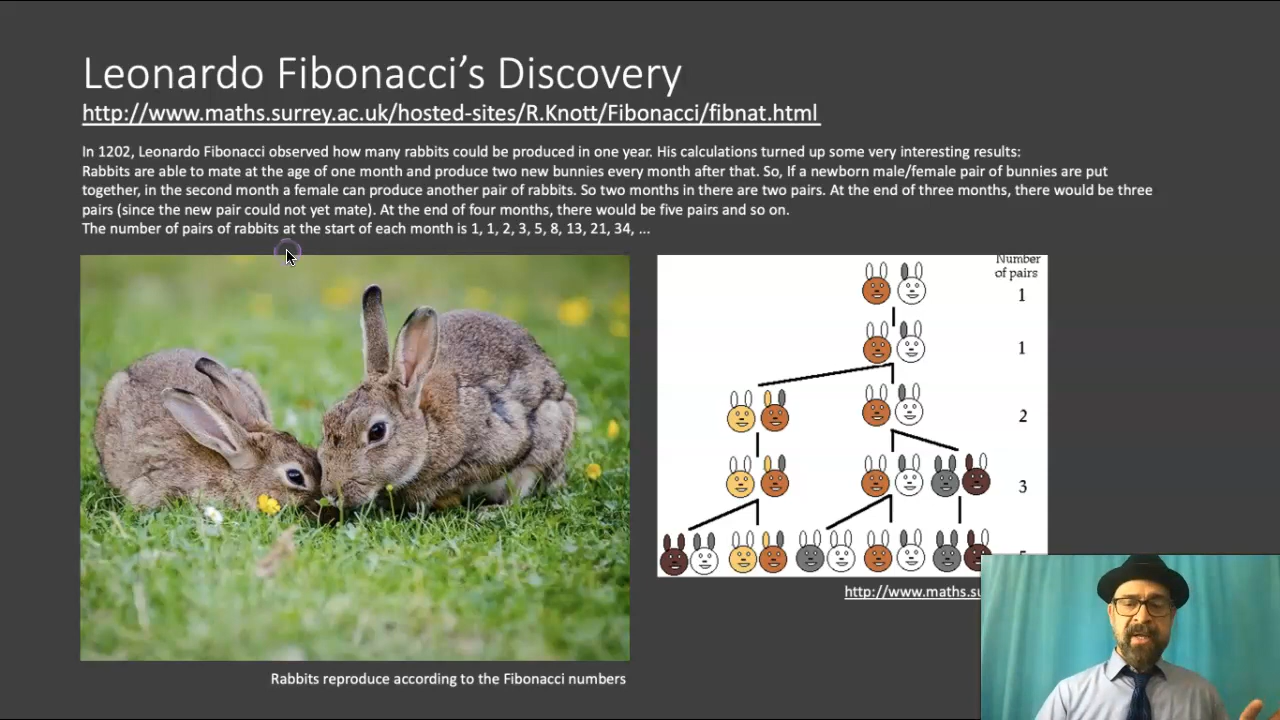 Leonardo Fibonacci’s Discovery
http://www.maths.surrey.ac.uk/hosted-sites/R.Knott/Fibonacci/fibnat.html
In 1202, Leonardo Fibonacci observed how many rabbits could be produced in one year. His calculations turned up some very interesting results:
Rabbits are able to mate at the age of one month and produce two new bunnies every month after that. So, If a newborn male/female pair of bunnies are put
together, in the second month a female can produce another pair of rabbits. So two months in there are two pairs. At the end of three months, there would be three
pairs (since the new pair could not yet mate). At the end of four months, there would be five pairs and so on.
The number of pairs of rabbits at the start of each month is 1, 1, 2, 3, 5, 8, 13, 21, 34, ...
Number
of pairs
1
1
2
3
http://www.maths.su
Rabbits reproduce according to the Fibonacci numbers